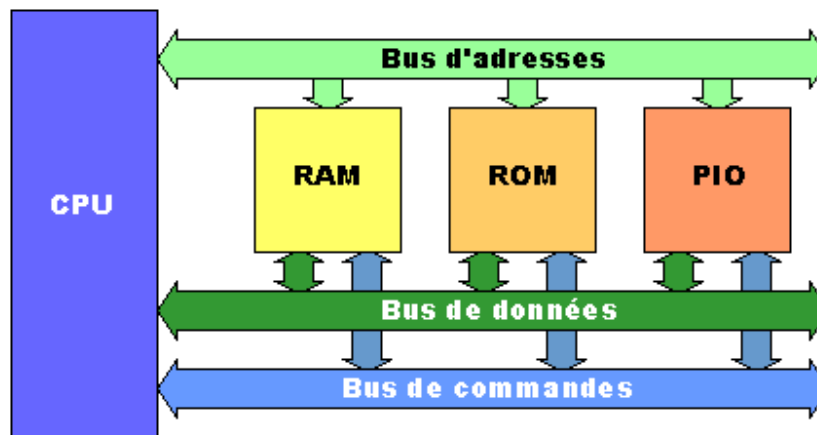 Bus d'adresses
RAM
ROM
PIO
CPU
Bus de données
Bus de commandes